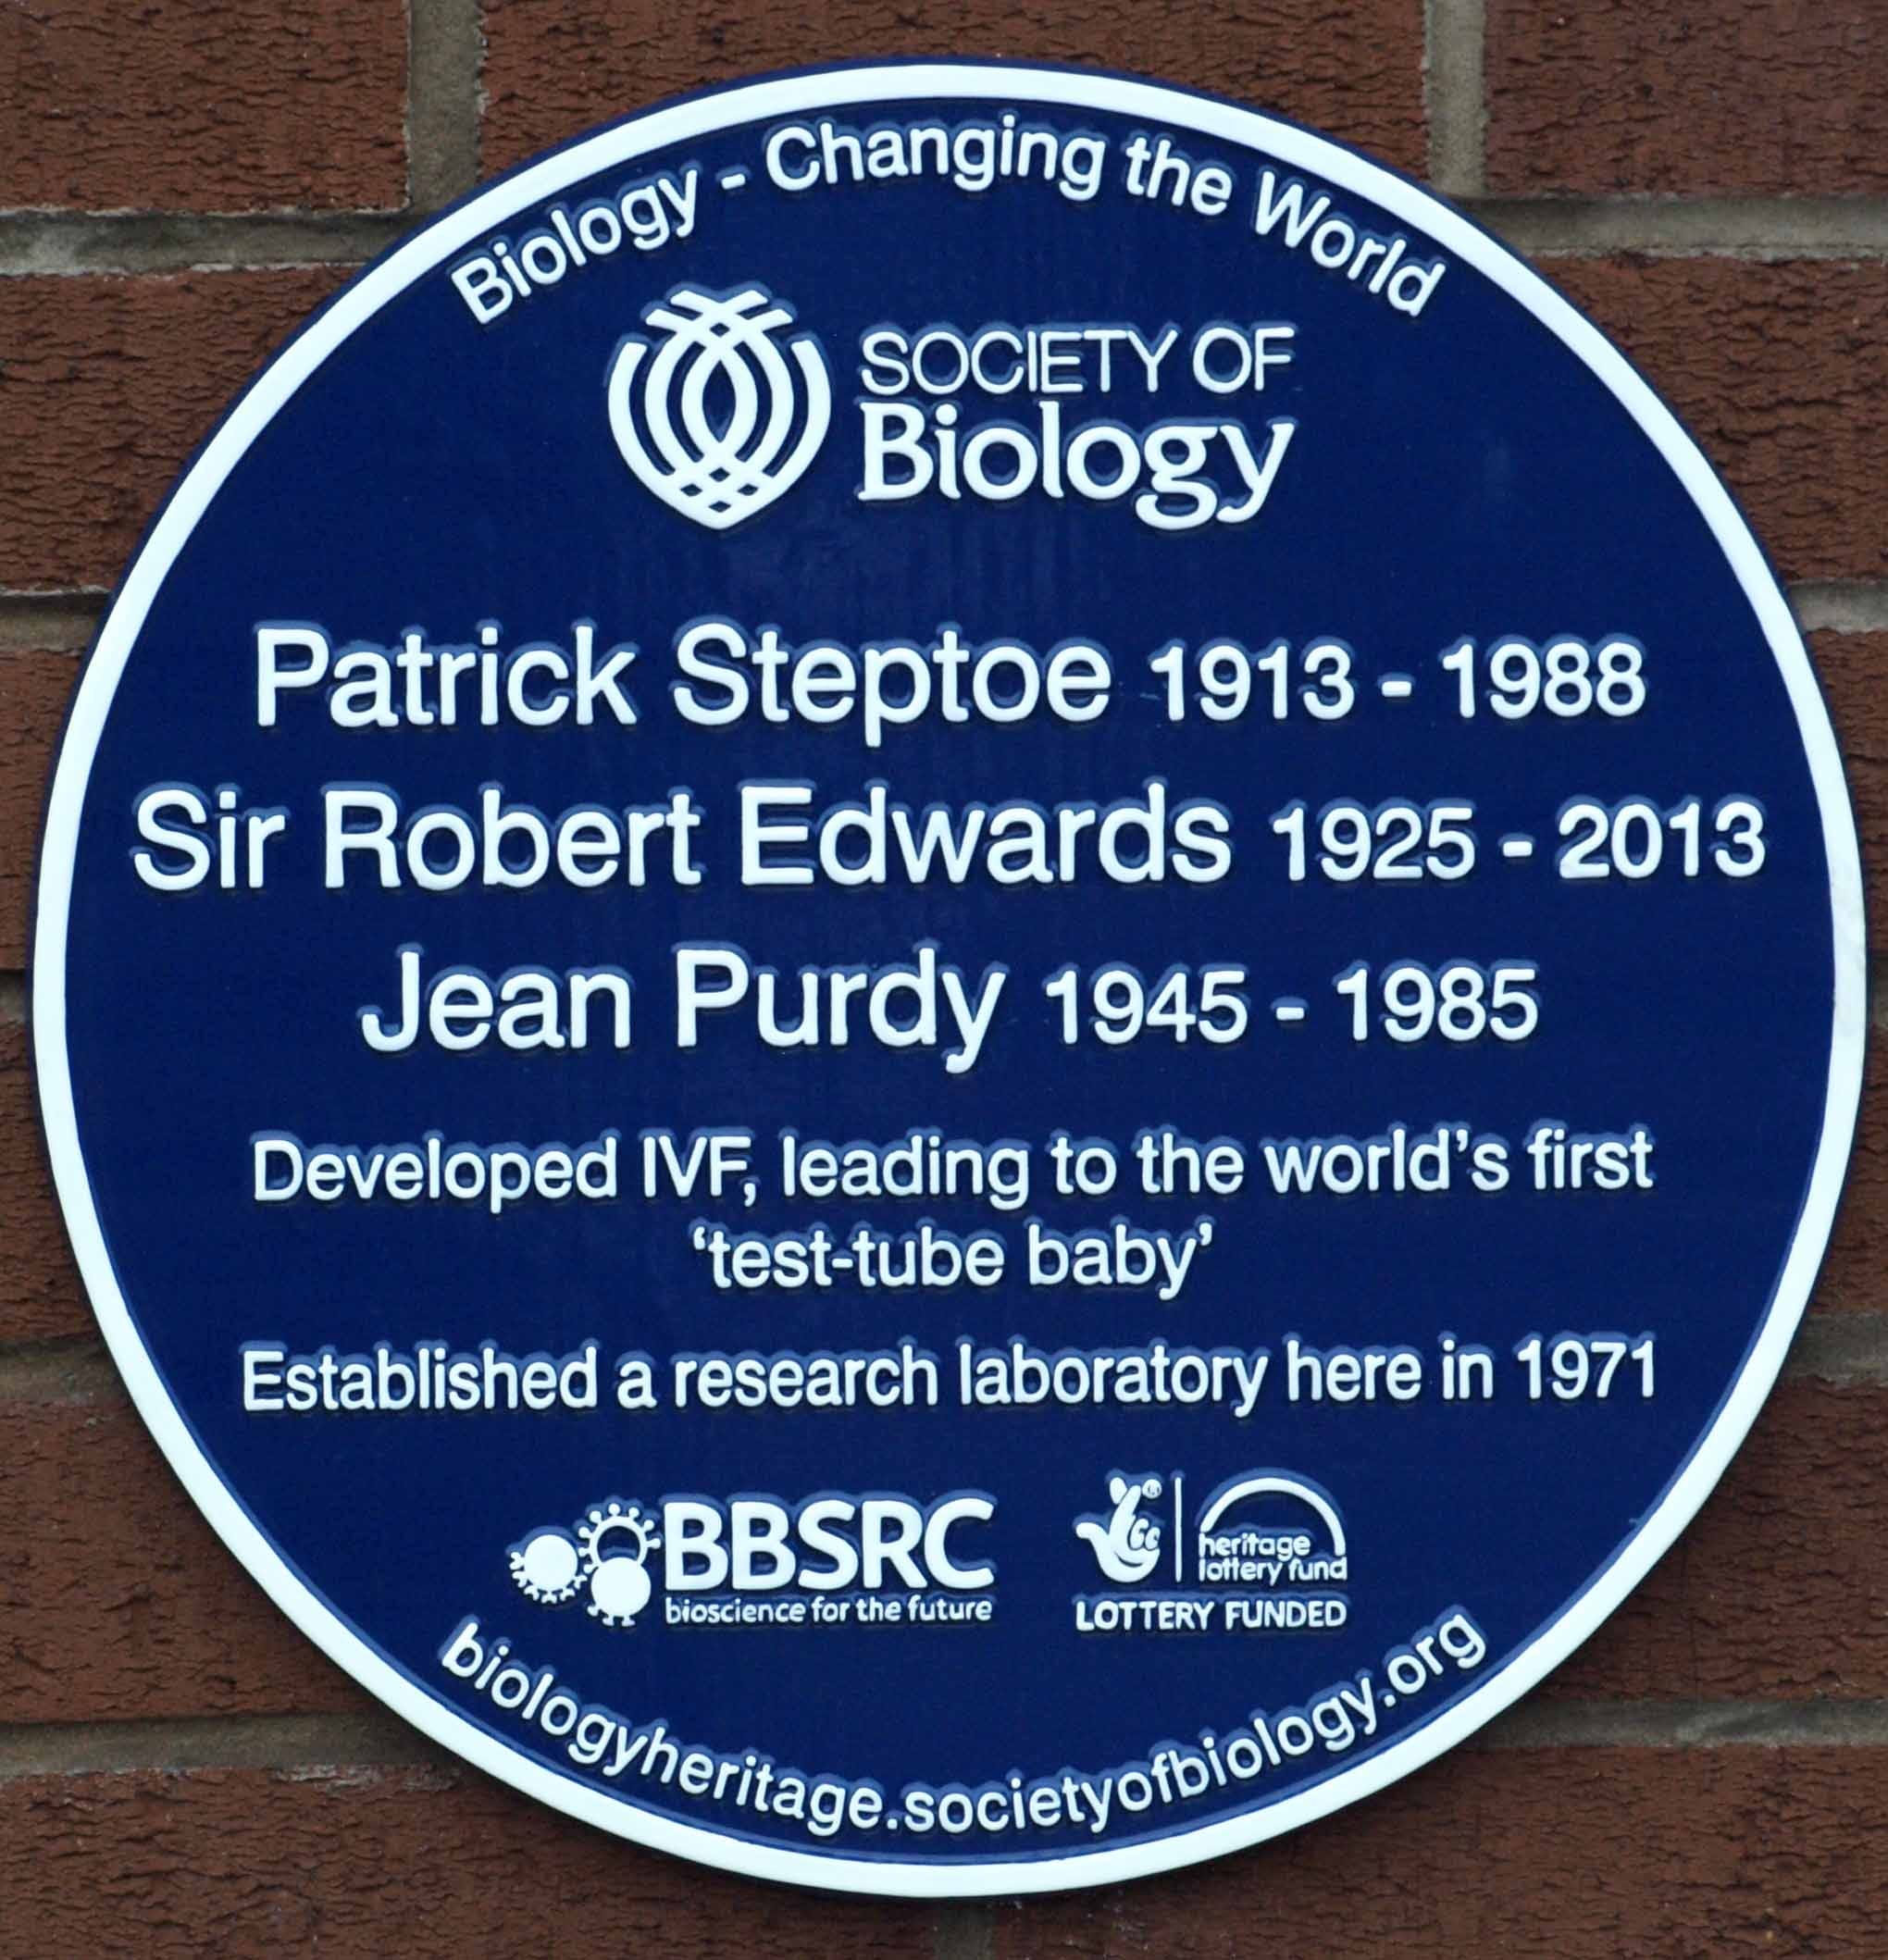 Biology - Changing the World
SOCIETY OF
Biology
Patrick Steptoe 1913 - 1988
Sir Robert Edwards 1925 - 2013
Jean Purdy 1945 - 1985
Developed IVF, leading to the world's first
‘test-tube baby’
Established a research laboratory here in 1971
BBSRC
bioscience for the future
heritage
lottery fund
LOTTERY FUNDED
biologyheritage.societyofbiology.org